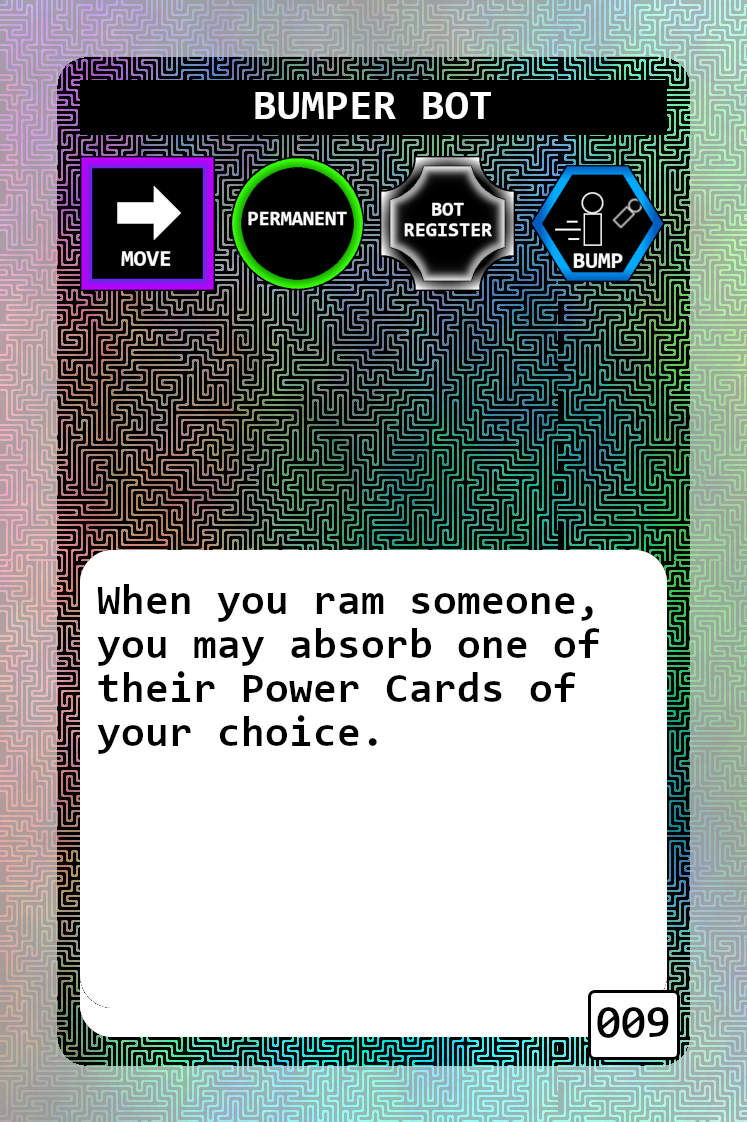 BUMPER BOT
MOVE
PERMANENT
BOT
REGISTER
BUMP
When you ram someone,
you may absorb one of
their Power Cards of
your choice.
009